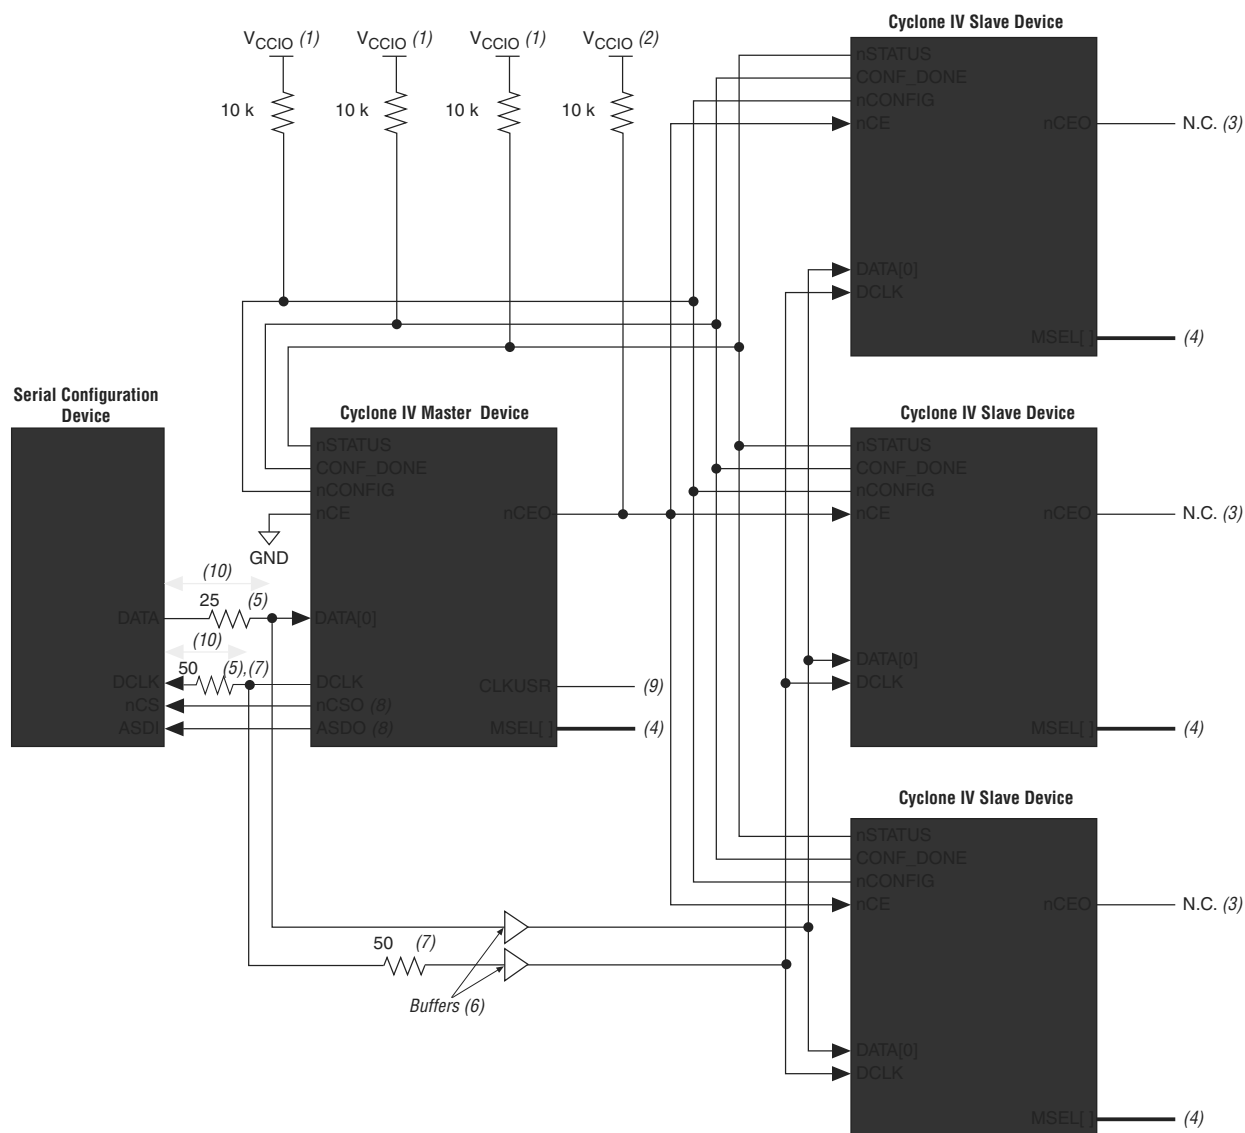 Cyclone IV Slave Device
VCCIO (1) VCCIO (1) VCCIO (1) VCCIO (2)
10 k 10 k 10 k 10 k
nSTATUS
CONF_DONE
nCONFIG
nCE nCEO N.C. (3)
DATA[0]
DCLK
MSEL[ ] (4)
Serial Configuration
Device
Cyclone IV Master Device
Cyclone IV Slave Device
nSTATUS
CONF_DONE
nCONFIG
nCE nCEO
GND
nSTATUS
CONF_DONE
nCONFIG
nCE nCEO N.C. (3)
(10)
25 (5)
DATA DATA[0]
(10)
50 (5),(7)
DCLK DCLK
nCS nCSO (8)
ASDI ASDO (8)
CLKUSR (9)
MSEL[ ] (4)
DATA[0]
DCLK
MSEL[ ] (4)
Cyclone IV Slave Device
nSTATUS
CONF_DONE
nCONFIG
nCE nCEO N.C. (3)
50 (7)
Buffers (6)
DATA[0]
DCLK
MSEL[ ] (4)